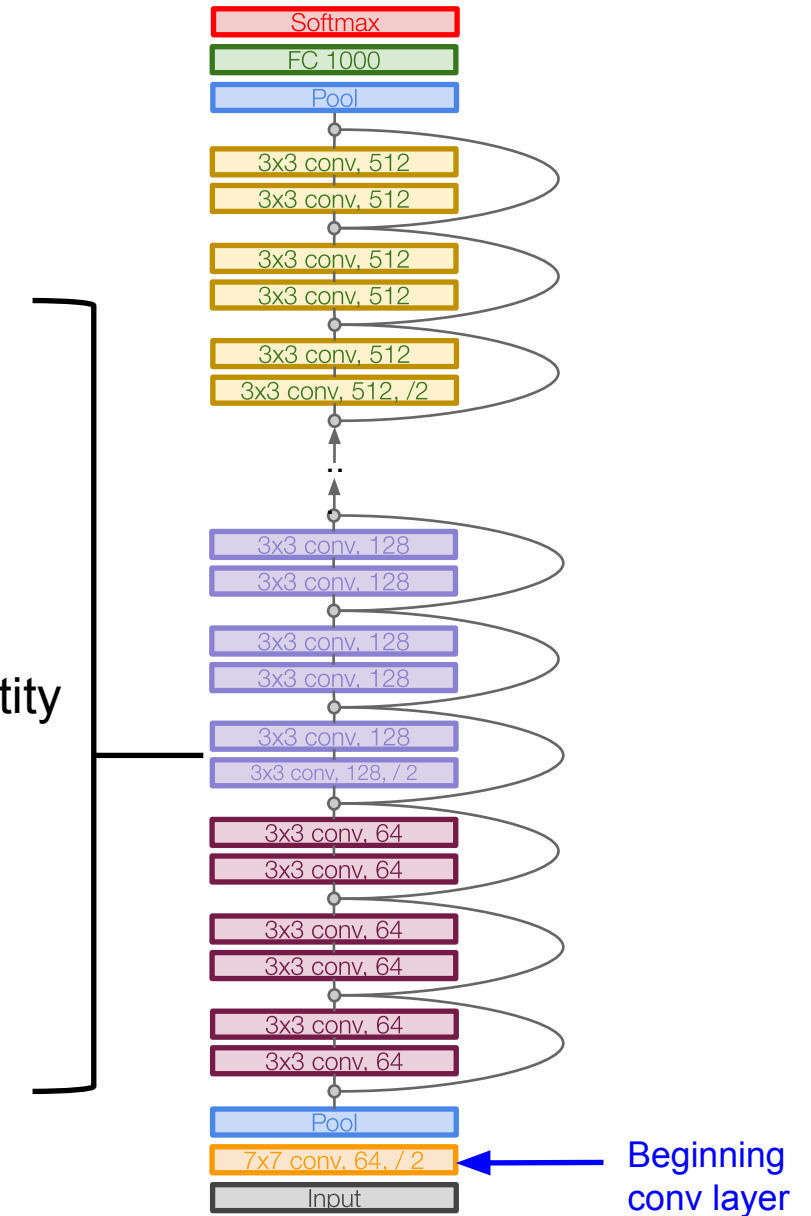 Softmax
FC 1000
Pool
3x3 conv, 512
3x3 conv, 512
3x3 conv, 512
3x3 conv, 512
3x3 conv, 512
3x3 conv, 512, /2
..
.
3x3 conv, 128
3x3 conv, 128
3x3 conv, 128
3x3 conv, 128
tity
3x3 conv, 128
3x3 conv, 128, / 2
3x3 conv, 64
3x3 conv, 64
3x3 conv, 64
3x3 conv, 64
3x3 conv, 64
3x3 conv, 64
Pool
7x7 conv, 64, / 2
Input
Beginning
conv layer